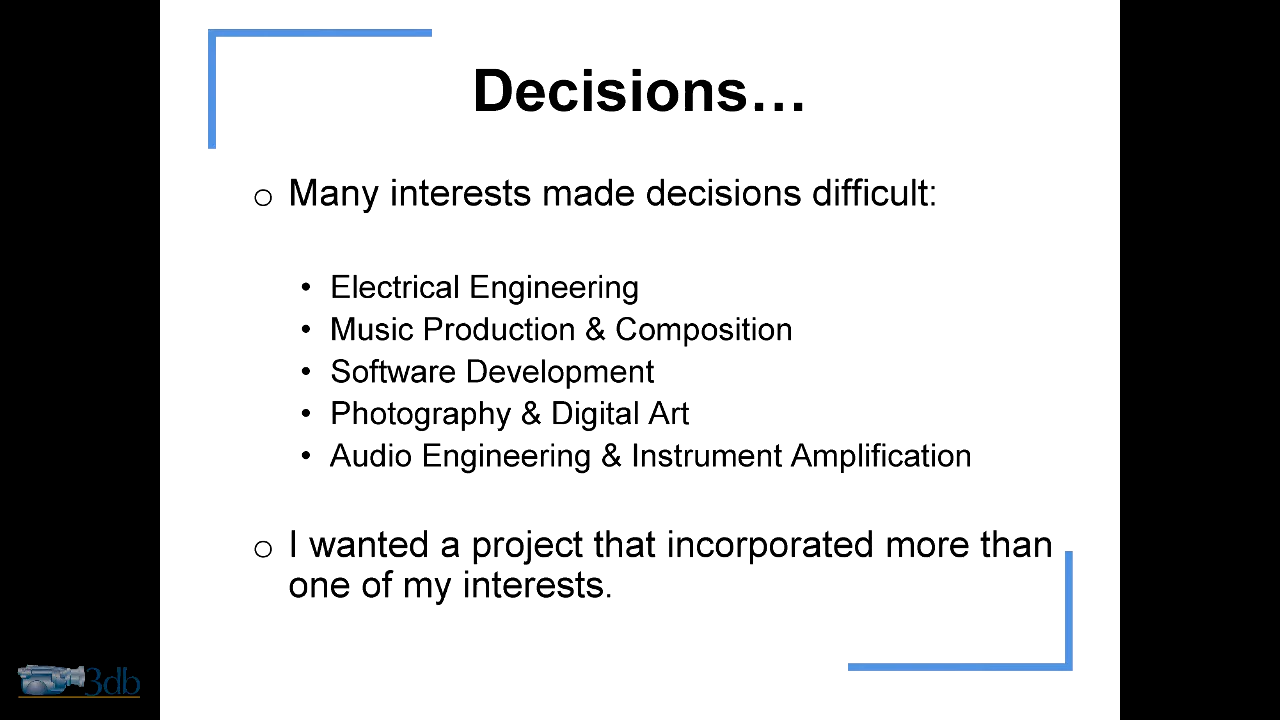 Decisions…
o Many interests made decisions difficult:
• Electrical Engineering
• Music Production & Composition
• Software Development
• Photography & Digital Art
• Audio Engineering & Instrument Amplification
o I wanted a project that incorporated more than
one of my interests.
3db